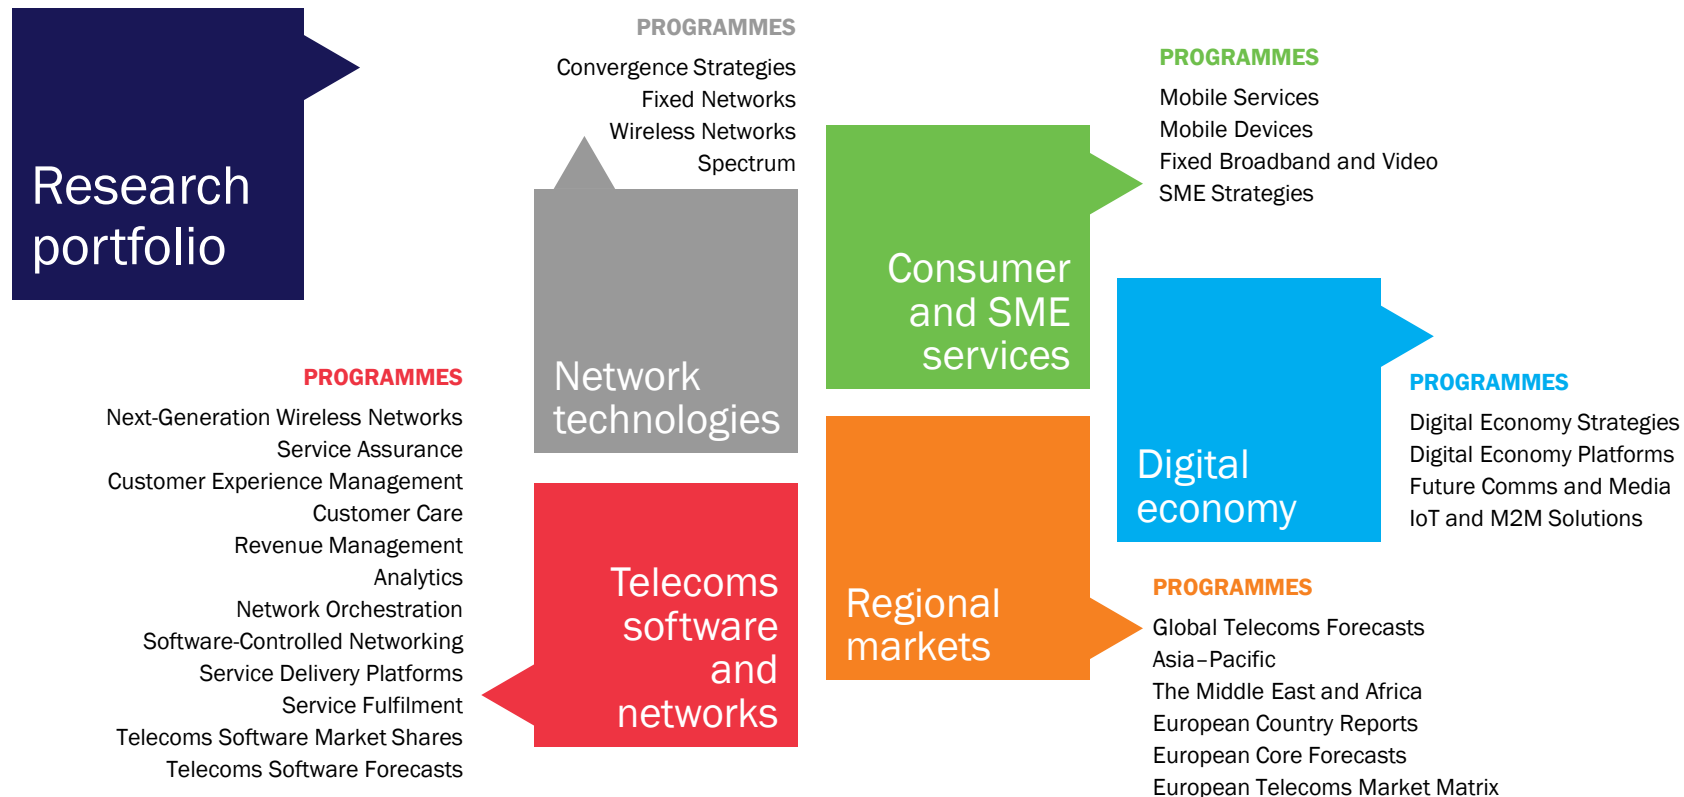 Research
portfolio
PROGRAMMES
Convergence Strategies
Fixed Networks
Wireless Networks
Spectrum
Network
technologies
PROGRAMMES
Mobile Services
Mobile Devices
Fixed Broadband and Video
SME Strategies
Consumer
and SME
services
PROGRAMMES
Digital Economy Strategies
Digital Economy Platforms
Future Comms and Media
IoT and M2M Solutions
Digital
economy
PROGRAMMES
Next-Generation Wireless Networks
Service Assurance
Customer Experience Management
Customer Care
Revenue Management
Analytics
Network Orchestration
Software-Controlled Networking
Service Delivery Platforms
Service Fulfilment
Telecoms Software Market Shares
Telecoms Software Forecasts
Telecoms
software
and
networks
Regional
markets
PROGRAMMES
Global Telecoms Forecasts
Asia–Pacific
The Middle East and Africa
European Country Reports
European Core Forecasts
European Telecoms Market Matrix